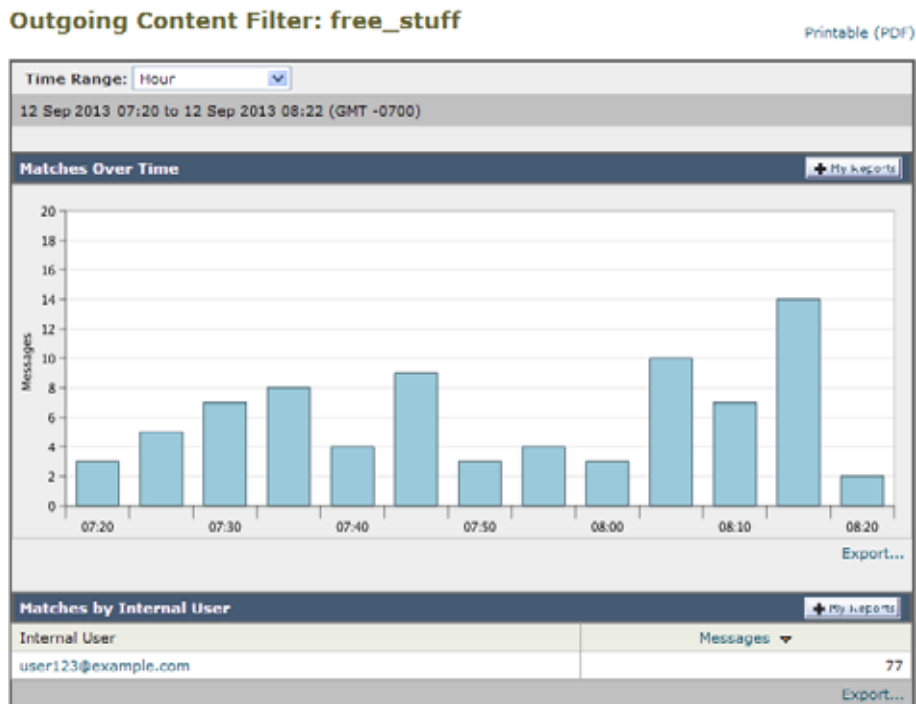 Outgoing Content Filter: free_stuff
Printable (PDF)
Time Range: Hour
12 Sep 2013 07:20 to 12 Sep 2013 08:22 (GMT -0700)
Matches Over Time
My Reports
20
18
16
14
12
10
8
6
4
2
0
Messages
07:20 07:30 07:40 07:50 08:00 08:10 08:20
Export...
Matches by Internal User
My Reports
Internal User Messages
user123@example.com 77
Export...